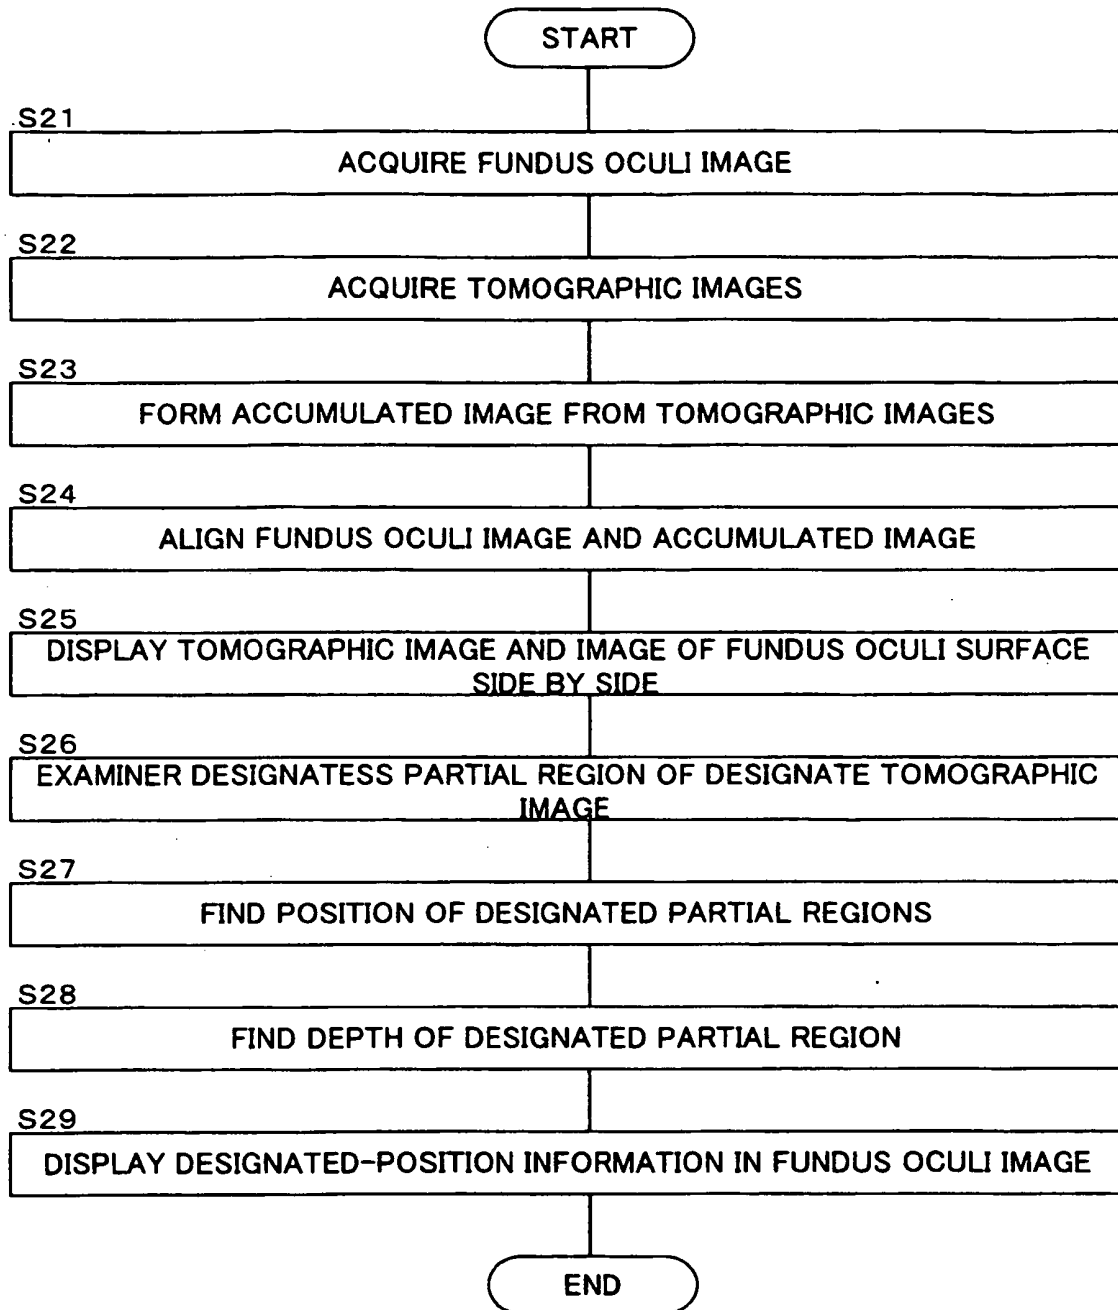 START
S21
ACQUIRE FUNDUS OCULI IMAGE
S22
ACQUIRE TOMOGRAPHIC IMAGES
S23
FORM ACCUMULATED IMAGE FROM TOMOGRAPHIC IMAGES
S24
ALIGN FUNDUS OCULI IMAGE AND ACCUMULATED IMAGE
S25
DISPLAY TOMOGRAPHIC IMAGE AND IMAGE OF FUNDUS OCULI SURFACE
SIDE BY SIDE
S26
EXAMINER DESIGNATESS PARTIAL REGION OF DESIGNATE TOMOGRAPHIC
IMAGE
S27
FIND POSITION OF DESIGNATED PARTIAL REGIONS
S28
FIND DEPTH OF DESIGNATED PARTIAL REGION
S29
DISPLAY DESIGNATED-POSITION INFORMATION IN FUNDUS OCULI IMAGE
END